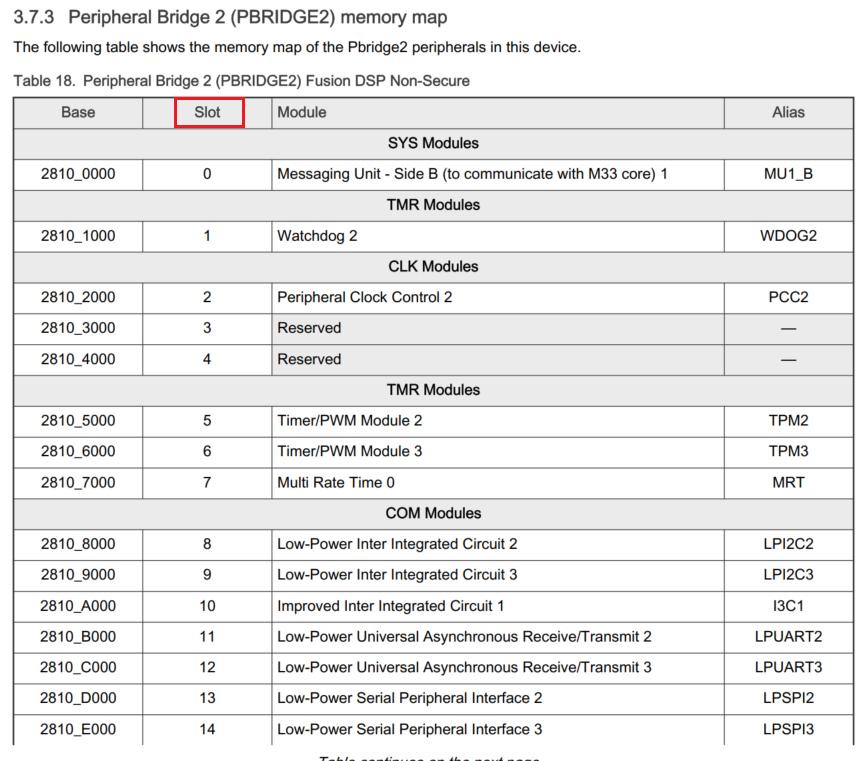 3.7.3 Peripheral Bridge 2 (PBRIDGE2) memory map
The following table shows the memory map of the Pbridge2 peripherals in this device.
Table 18. Peripheral Bridge 2 (PBRIDGE2) Fusion DSP Non-Secure
Base Slot Module Alias
SYS Modules
2810_0000 0 Messaging Unit - Side B (to communicate with M33 core) 1 MU1_B
TMR Modules
2810_1000 1 Watchdog 2 WDOG2
CLK Modules
2810_2000 2 Peripheral Clock Control 2 PCC2
2810_3000 3 Reserved —
2810_4000 4 Reserved —
TMR Modules
2810_5000 5 Timer/PWM Module 2 TPM2
2810_6000 6 Timer/PWM Module 3 TPM3
2810_7000 7 Multi Rate Time 0 MRT
COM Modules
2810_8000 8 Low-Power Inter Integrated Circuit 2 LPI2C2
2810_9000 9 Low-Power Inter Integrated Circuit 3 LPI2C3
2810_A000 10 Improved Inter Integrated Circuit 1 I3C1
2810_B000 11 Low-Power Universal Asynchronous Receive/Transmit 2 LPUART2
2810_C000 12 Low-Power Universal Asynchronous Receive/Transmit 3 LPUART3
2810_D000 13 Low-Power Serial Peripheral Interface 2 LPSPI2
2810_E000 14 Low-Power Serial Peripheral Interface 3 LPSPI3
Table continues on the next page